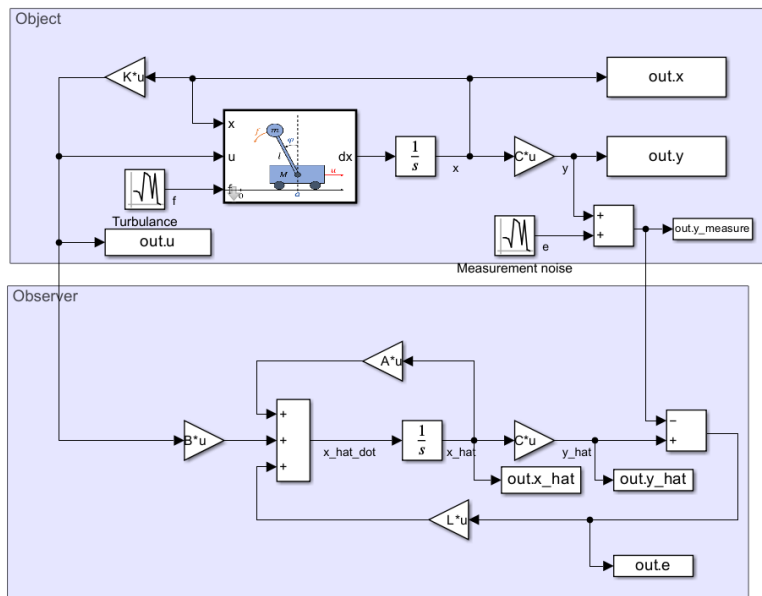 Object
K*u
out.x
x
u
dx
f
m
φ
l
M
u
0
a
1
s
x
C*u
y
out.y
f
Turbulance
out.u
+
+
e
Measurement noise
out.y_measure
Observer
A*u
B*u
+
+
+
x_hat_dot
1
s
x_hat
C*u
y_hat
−
+
out.x_hat
out.y_hat
L*u
out.e